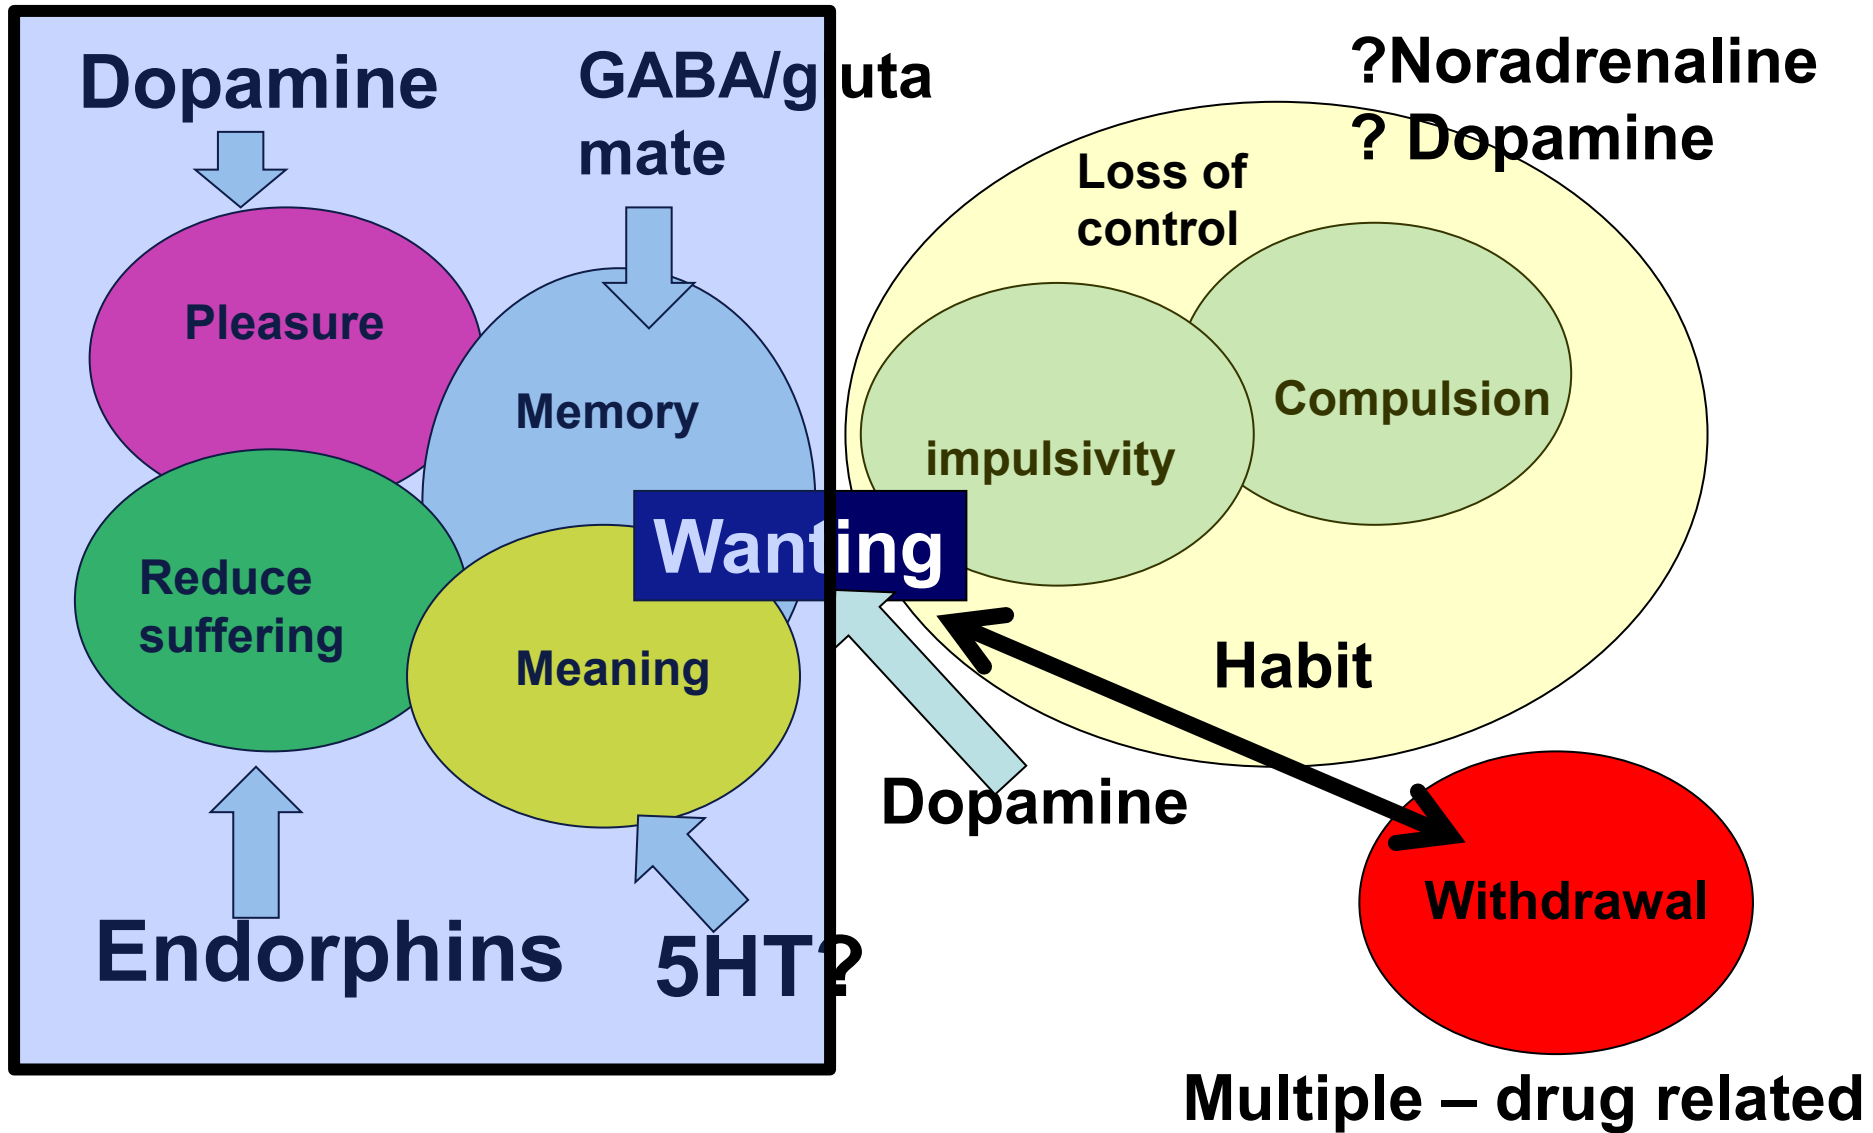 Dopamine
GABA/gluta
mate
?Noradrenaline
? Dopamine
Loss of
control
Pleasure
Memory
Compulsion
impulsivity
Wanting
Reduce
suffering
Meaning
Habit
Dopamine
Withdrawal
Endorphins
5HT?
Multiple – drug related